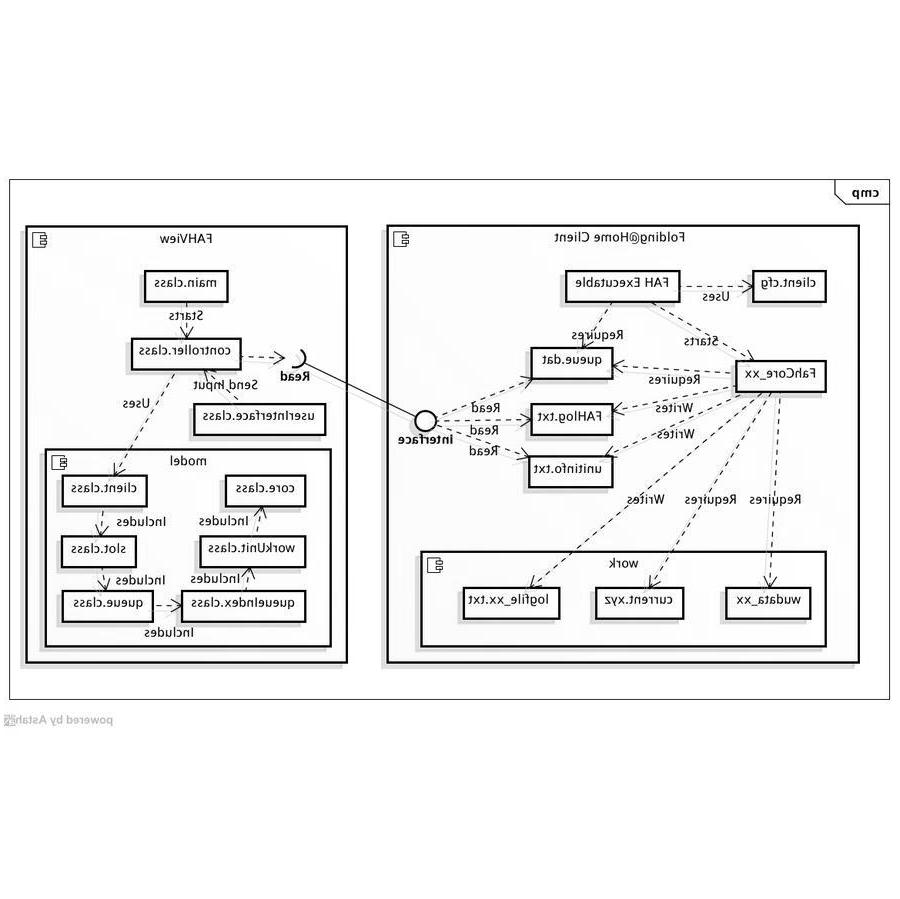 cmp
Folding@Home Client
client.cfg
Uses
FAH Executable
Starts
Requires
FahCore_xx
queue.dat
Requires
Writes
FAHlog.txt
Writes
unitinfo.txt
Read
Read
Read
interface
Requires
Requires
Writes
work
wudata_xx
current.xyz
logfile_xx.txt
FAHView
main.class
Starts
controller.class
Read
Send Input
Uses
userInterface.class
model
core.class
client.class
Includes
Includes
workUnit.class
slot.class
Includes
Includes
queueIndex.class
queue.class
Includes
powered by Astah